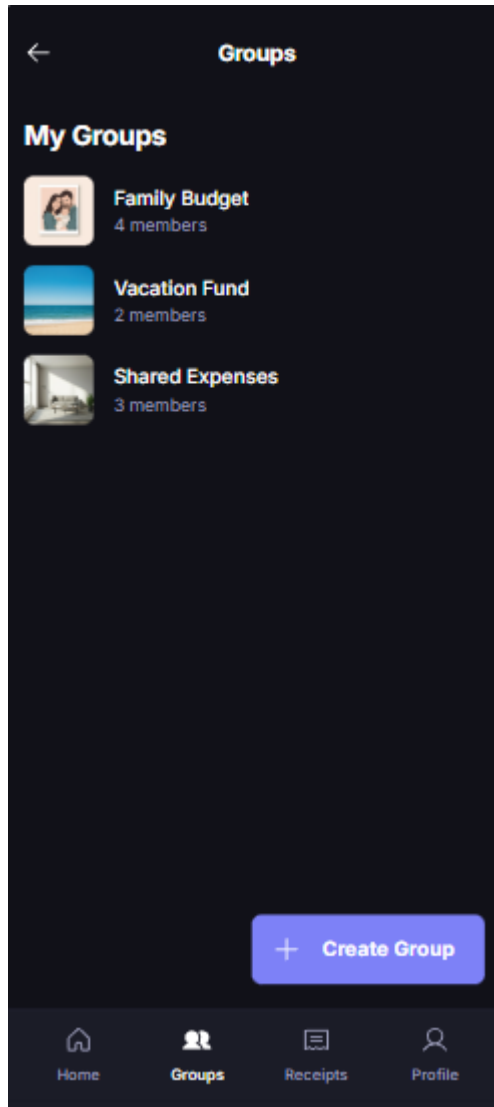 Groups
My Groups
Family Budget
4 members
Vacation Fund
2 members
Shared Expenses
3 members
Create Group
Home
Groups
Receipts
Profile